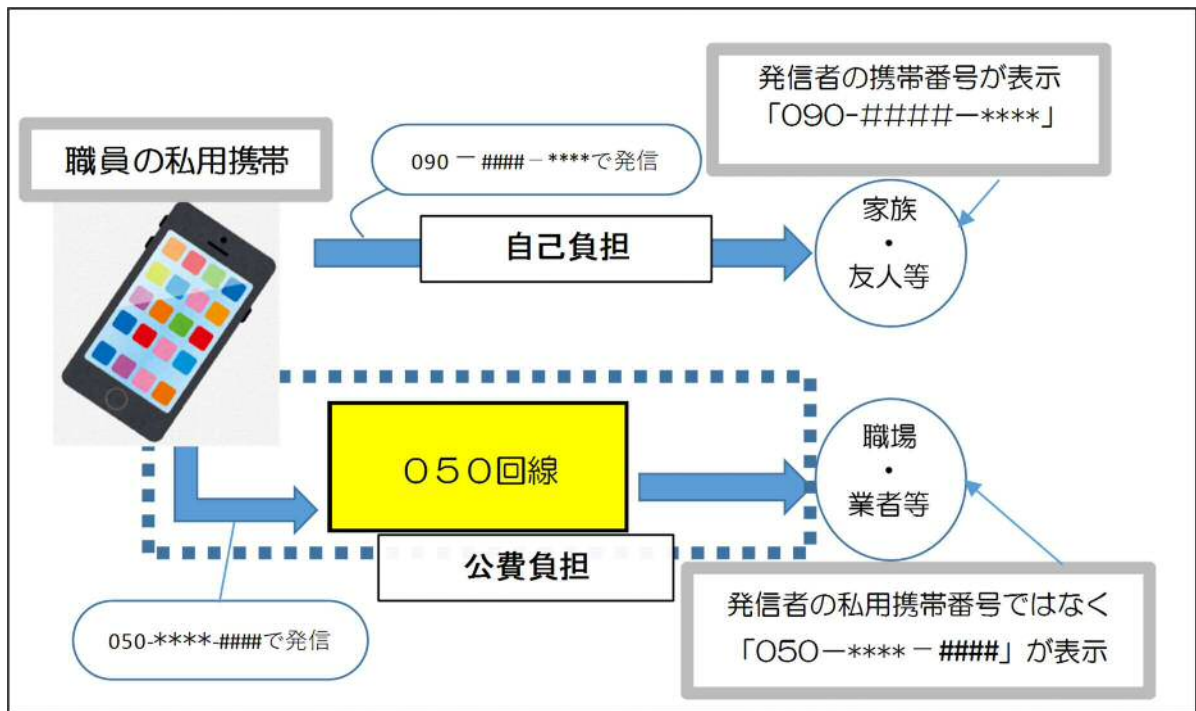 発信者の携帯番号が表示
「090-####ー****」
職員の私用携帯
090 ー ####－****で発信
自己負担
家族
・
友人等
050回線
職場
・
業者等
公費負担
050-****-####で発信
発信者の私用携帯番号ではなく
「050ー****－####」が表示